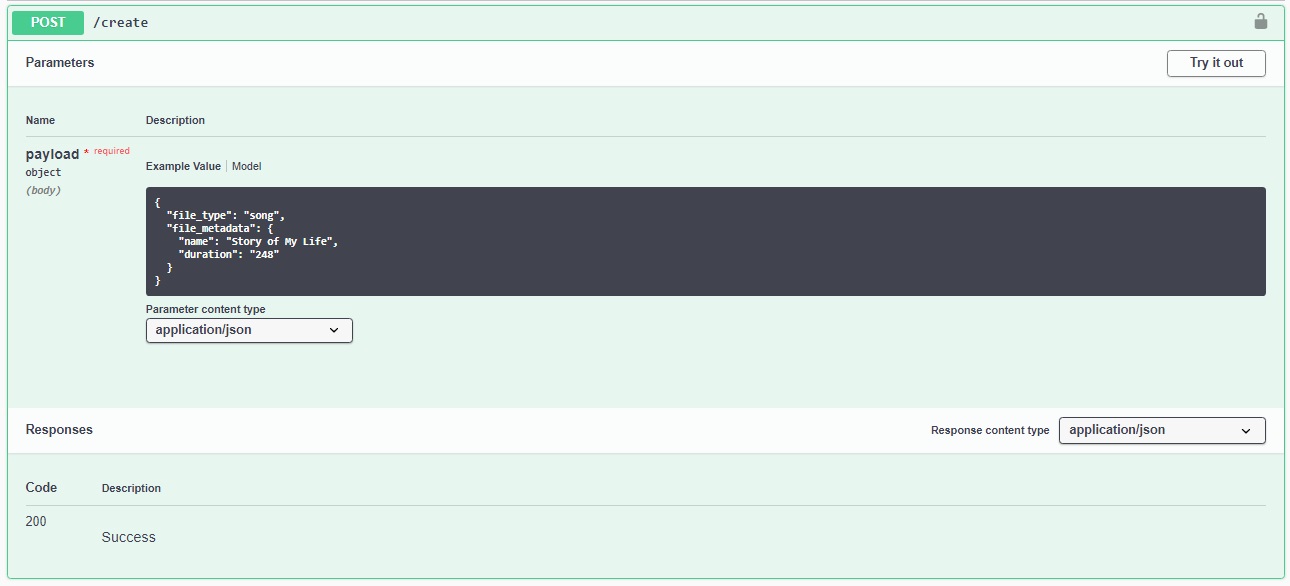 POST /create
Parameters
Try it out
Name Description
payload * required
object
(body)
Example Value Model
{
  "file_type": "song",
  "file_metadata": {
    "name": "Story of My Life",
    "duration": "248"
  }
}
Parameter content type
application/json
Responses
Response content type application/json
Code Description
200
Success